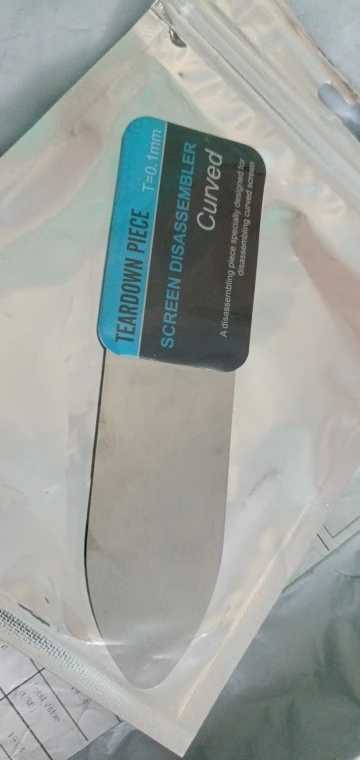 TEARDOWN PIECE T=0.1mm
SCREEN DISASSEMBLER
Curved
A disassembling piece specially designed for
disassembling curved screen